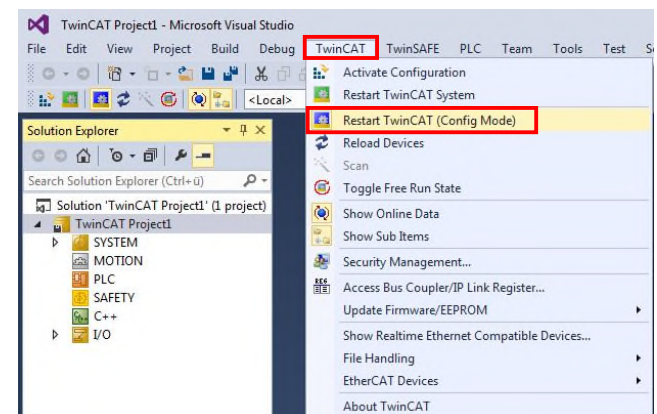 TwinCAT Project1 - Microsoft Visual Studio
File Edit View Project Build Debug TwinCAT TwinSAFE PLC Team Tools Test
<Local>
Solution Explorer
Search Solution Explorer (Ctrl+ü)
Solution 'TwinCAT Project1' (1 project)
TwinCAT Project1
SYSTEM
MOTION
PLC
SAFETY
C++
I/O
Activate Configuration
Restart TwinCAT System
Restart TwinCAT (Config Mode)
Reload Devices
Scan
Toggle Free Run State
Show Online Data
Show Sub Items
Security Management...
Access Bus Coupler/IP Link Register...
Update Firmware/EEPROM
Show Realtime Ethernet Compatible Devices...
File Handling
EtherCAT Devices
About TwinCAT